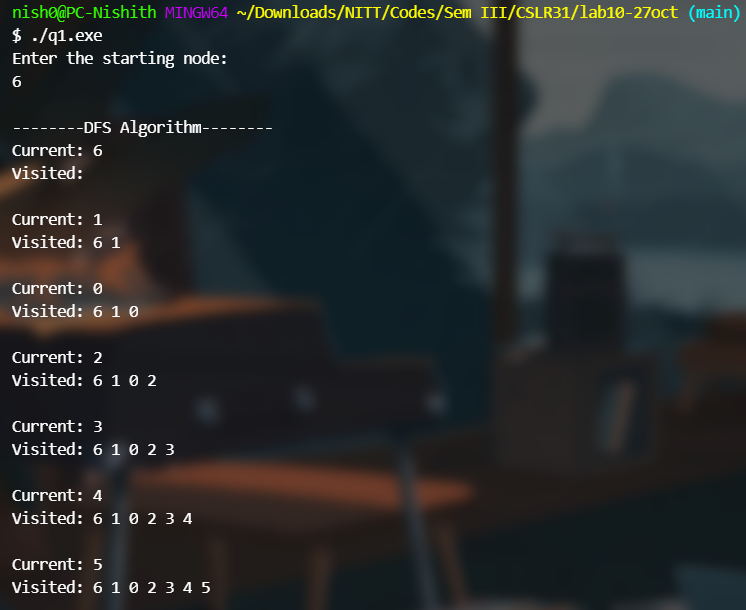 nish0@PC-Nishith MINGW64 ~/Downloads/NITT/Codes/Sem III/CSLR31/lab10-27oct (main)
$ ./q1.exe
Enter the starting node:
6
--------DFS Algorithm--------
Current: 6
Visited:
Current: 1
Visited: 6 1
Current: 0
Visited: 6 1 0
Current: 2
Visited: 6 1 0 2
Current: 3
Visited: 6 1 0 2 3
Current: 4
Visited: 6 1 0 2 3 4
Current: 5
Visited: 6 1 0 2 3 4 5